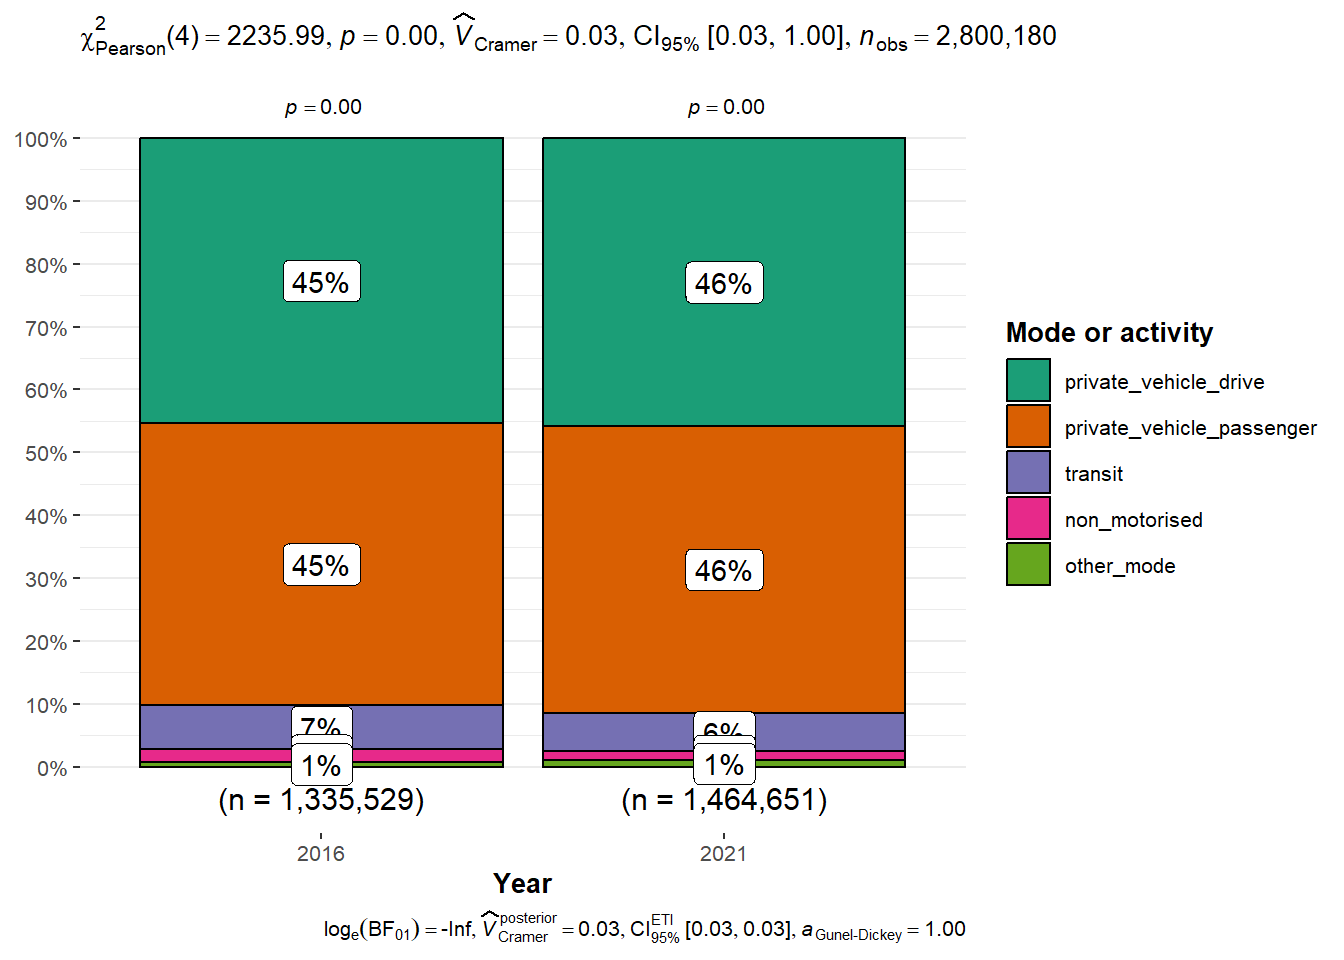 χ²Pearson(4) = 2235.99, p = 0.00, V̂Cramer = 0.03, CI95% [0.03, 1.00], nobs = 2,800,180
p = 0.00
p = 0.00
100%
90%
80%
70%
60%
50%
40%
30%
20%
10%
0%
45%
46%
45%
46%
7%
6%
1%
1%
(n = 1,335,529)
(n = 1,464,651)
2016
2021
Year
Mode or activity
private_vehicle_drive
private_vehicle_passenger
transit
non_motorised
other_mode
loge(BF01) = -Inf, V̂posteriorCramer = 0.03, CIETI95% [0.03, 0.03], aGunel-Dickey = 1.00